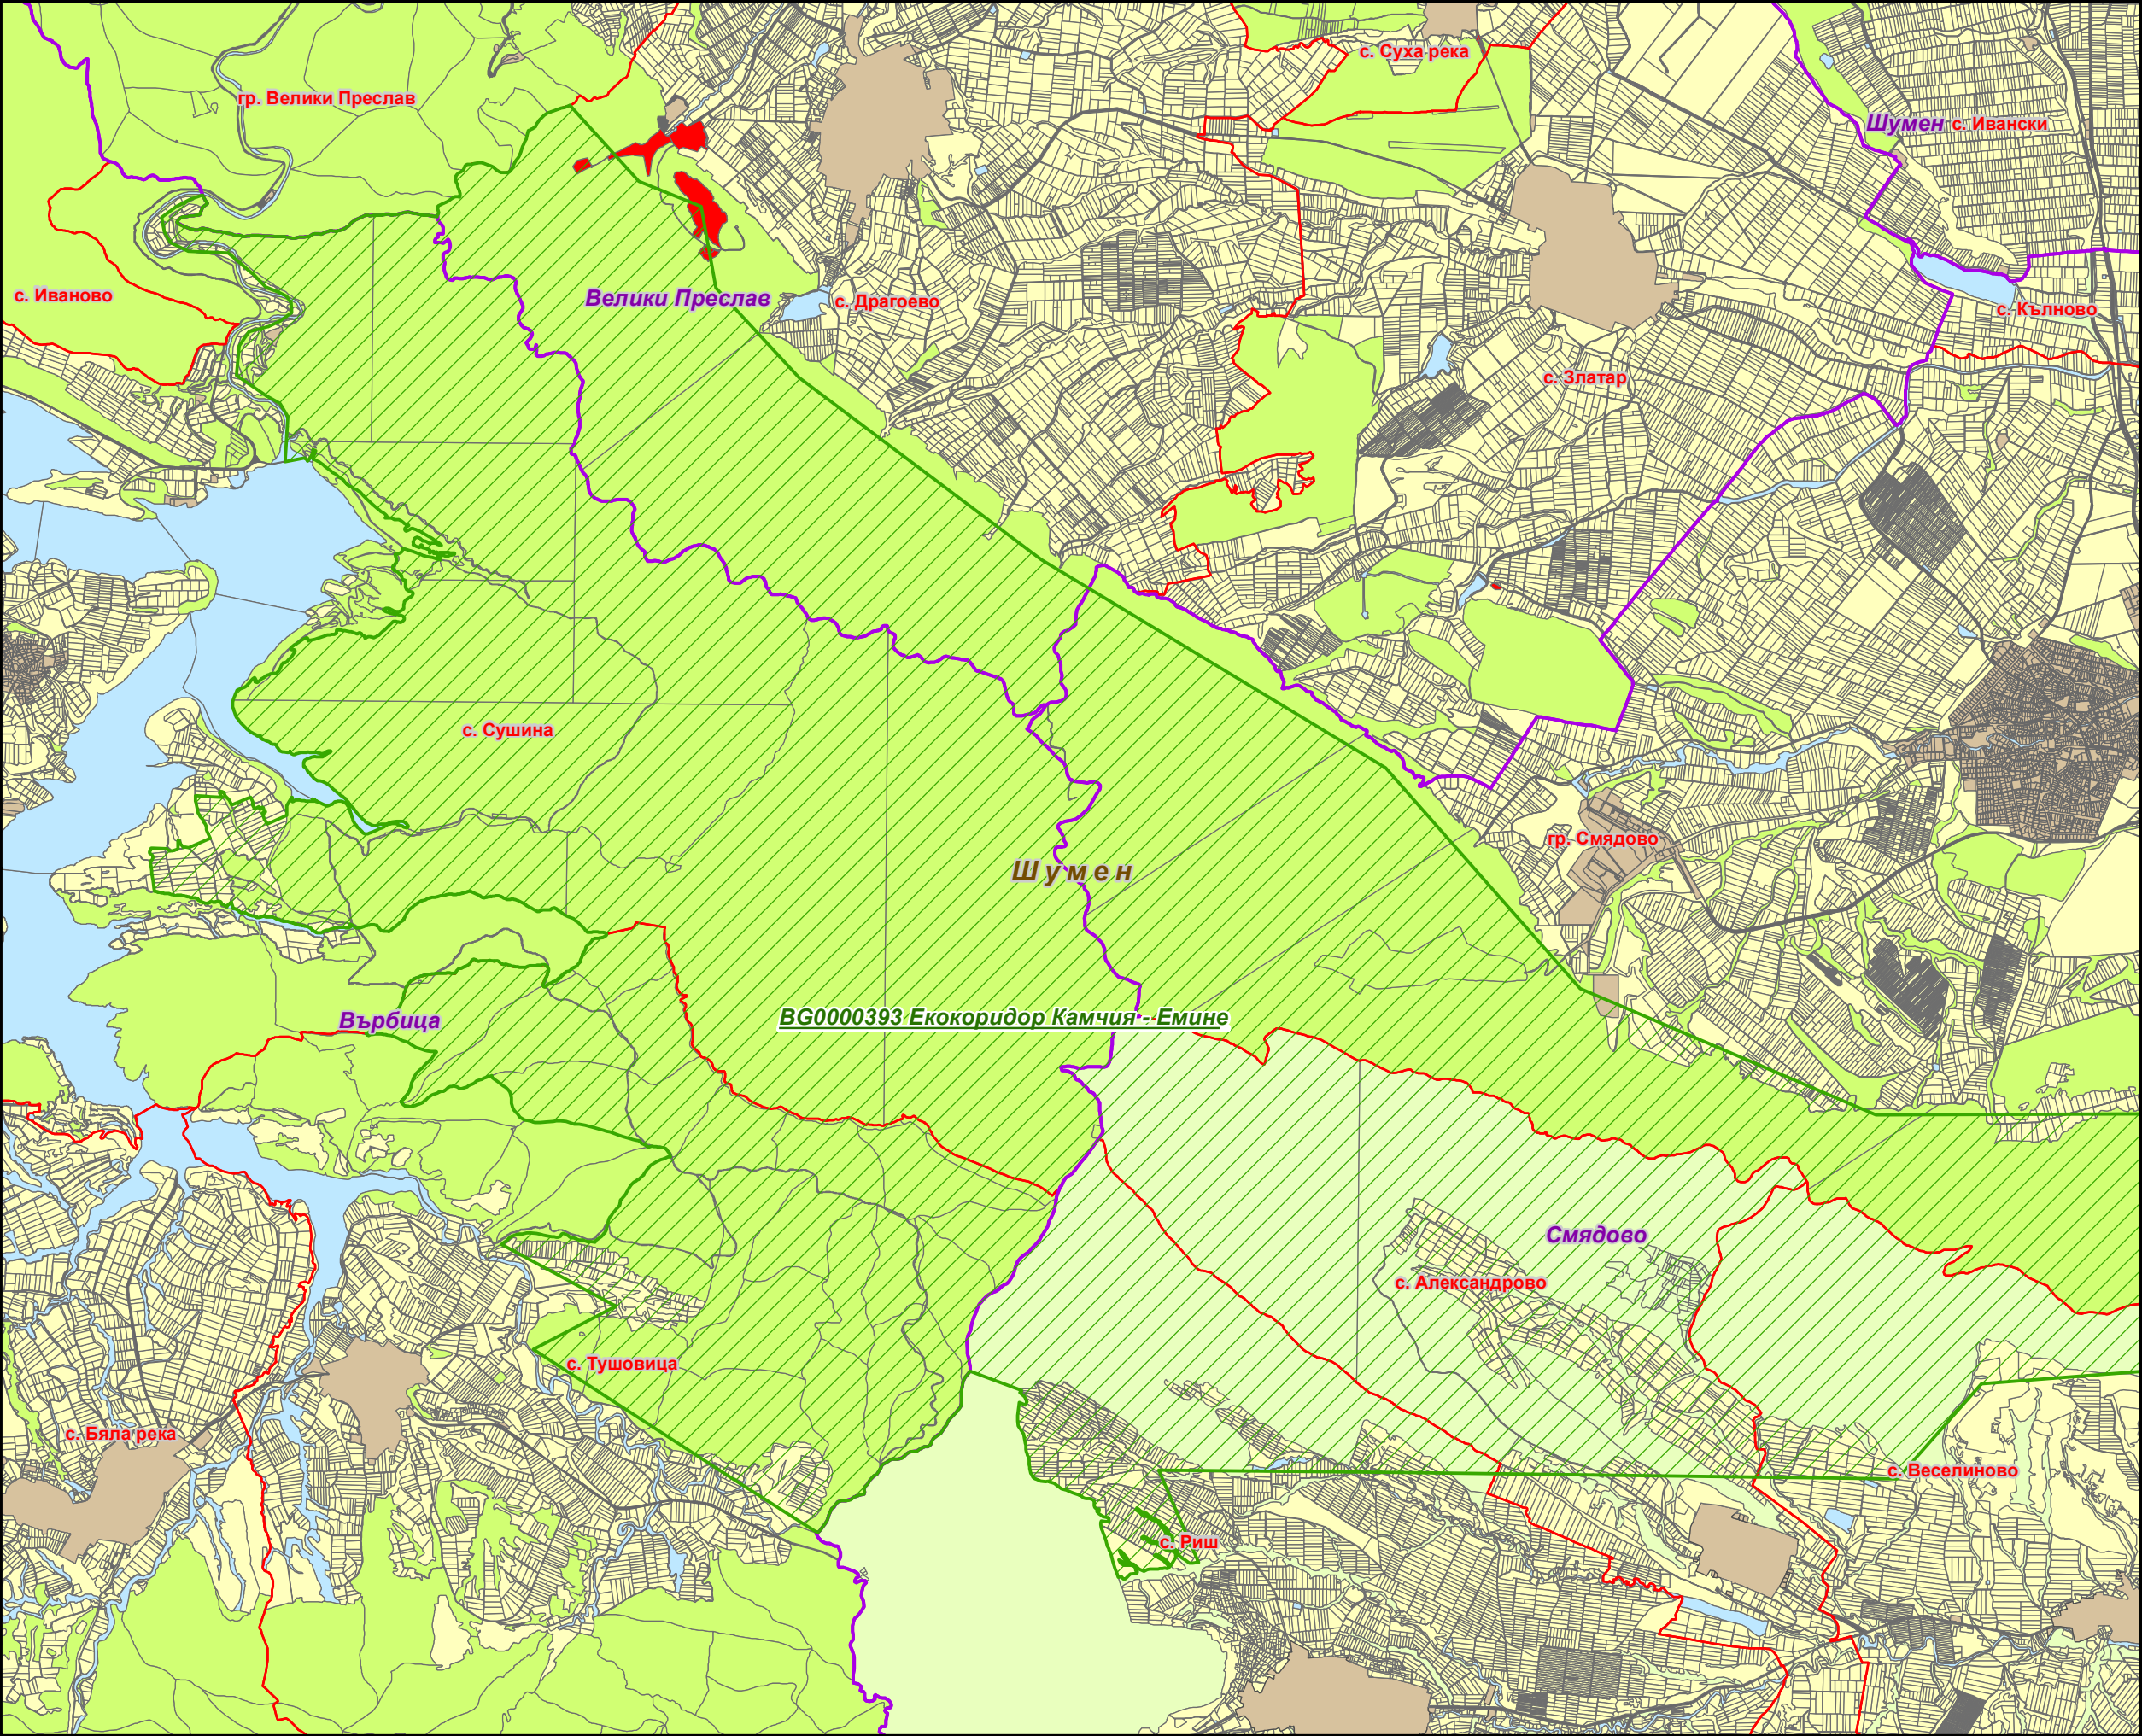 с. Суха река
гр. Велики Преслав
Шумен
с. Ивански
с. Иваново
Велики Преслав
с. Драгоево
с. Кълново
с. Златар
с. Сушина
гр. Смядово
Шумен
BG0000393 Екокоридор Камчия - Емине
Върбица
Смядово
с. Александрово
с. Тушовица
с. Бяла река
с. Веселиново
с. Риш